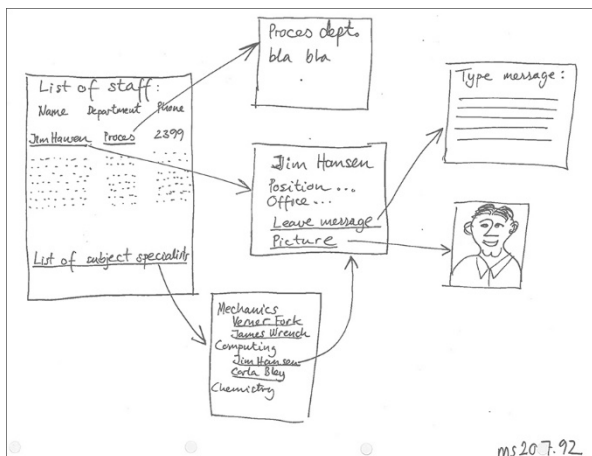 Proces dept.
bla bla
List of staff:
Name Department Phone
Jim Hansen Proces 2399
List of subject specialists
Jim Hansen
Position ...
Office ...
Leave message
Picture
Type message:
Mechanics
Verner Fork
James Wrench
Computing
Jim Hansen
Carla Bley
Chemistry
ms 20.7.92